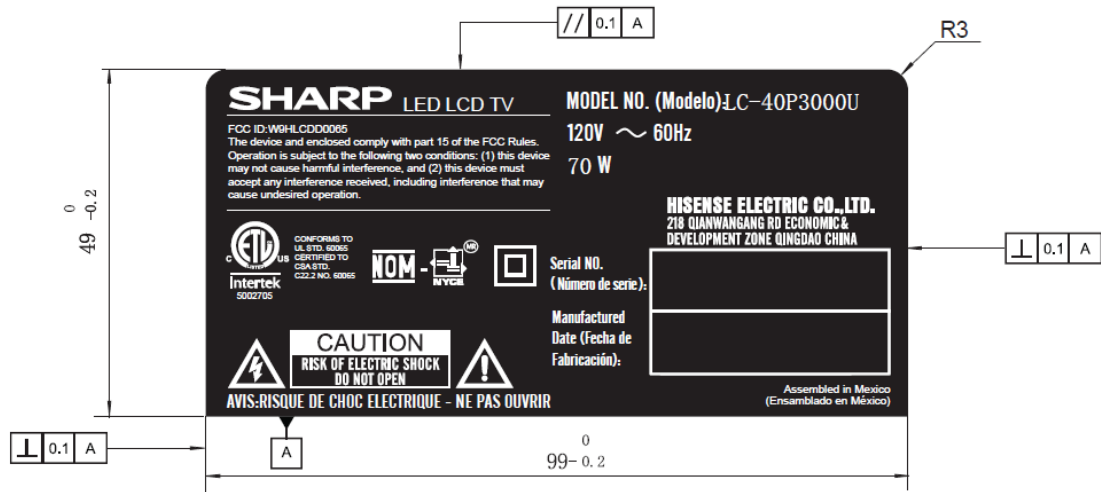 // 0.1 A
R3
SHARP LED LCD TV
FCC ID:W9HLCDD0065
The device and enclosed comply with part 15 of the FCC Rules.
Operation is subject to the following two conditions: (1) this device
may not cause harmful interference, and (2) this device must
accept any interference received, including interference that may
cause undesired operation.
MODEL NO. (Modelo):LC-40P3000U
120V ～ 60Hz
70 W
HISENSE ELECTRIC CO.,LTD.
218 QIANWANGANG RD ECONOMIC &
DEVELOPMENT ZONE QINGDAO CHINA
0
49 -0.2
⊥ 0.1 A
C ETL US
LISTED
Intertek
5002705
CONFORMS TO
UL STD. 60065
CERTIFIED TO
CSA STD.
C22.2 NO. 60065
NOM - NYCE MR
Serial NO.
(Número de serie):
Manufactured
Date (Fecha de
Fabricación):
CAUTION
RISK OF ELECTRIC SHOCK
DO NOT OPEN
AVIS:RISQUE DE CHOC ELECTRIQUE - NE PAS OUVRIR
Assembled in Mexico
(Ensamblado en México)
⊥ 0.1 A
A
0
99-0.2